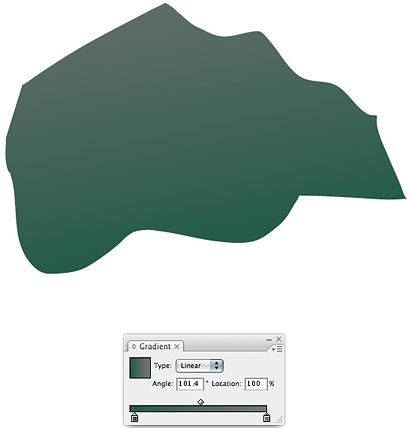 Gradient
Type: Linear
Angle: 101.4 ° Location: 100 %